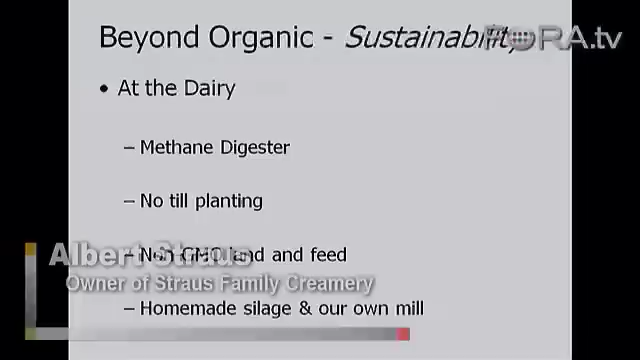 Beyond Organic - Sustainability
FORA.tv
• At the Dairy
– Methane Digester
– No till planting
Albert Straus
– Non GMO land and feed
Owner of Straus Family Creamery
– Homemade silage & our own mill